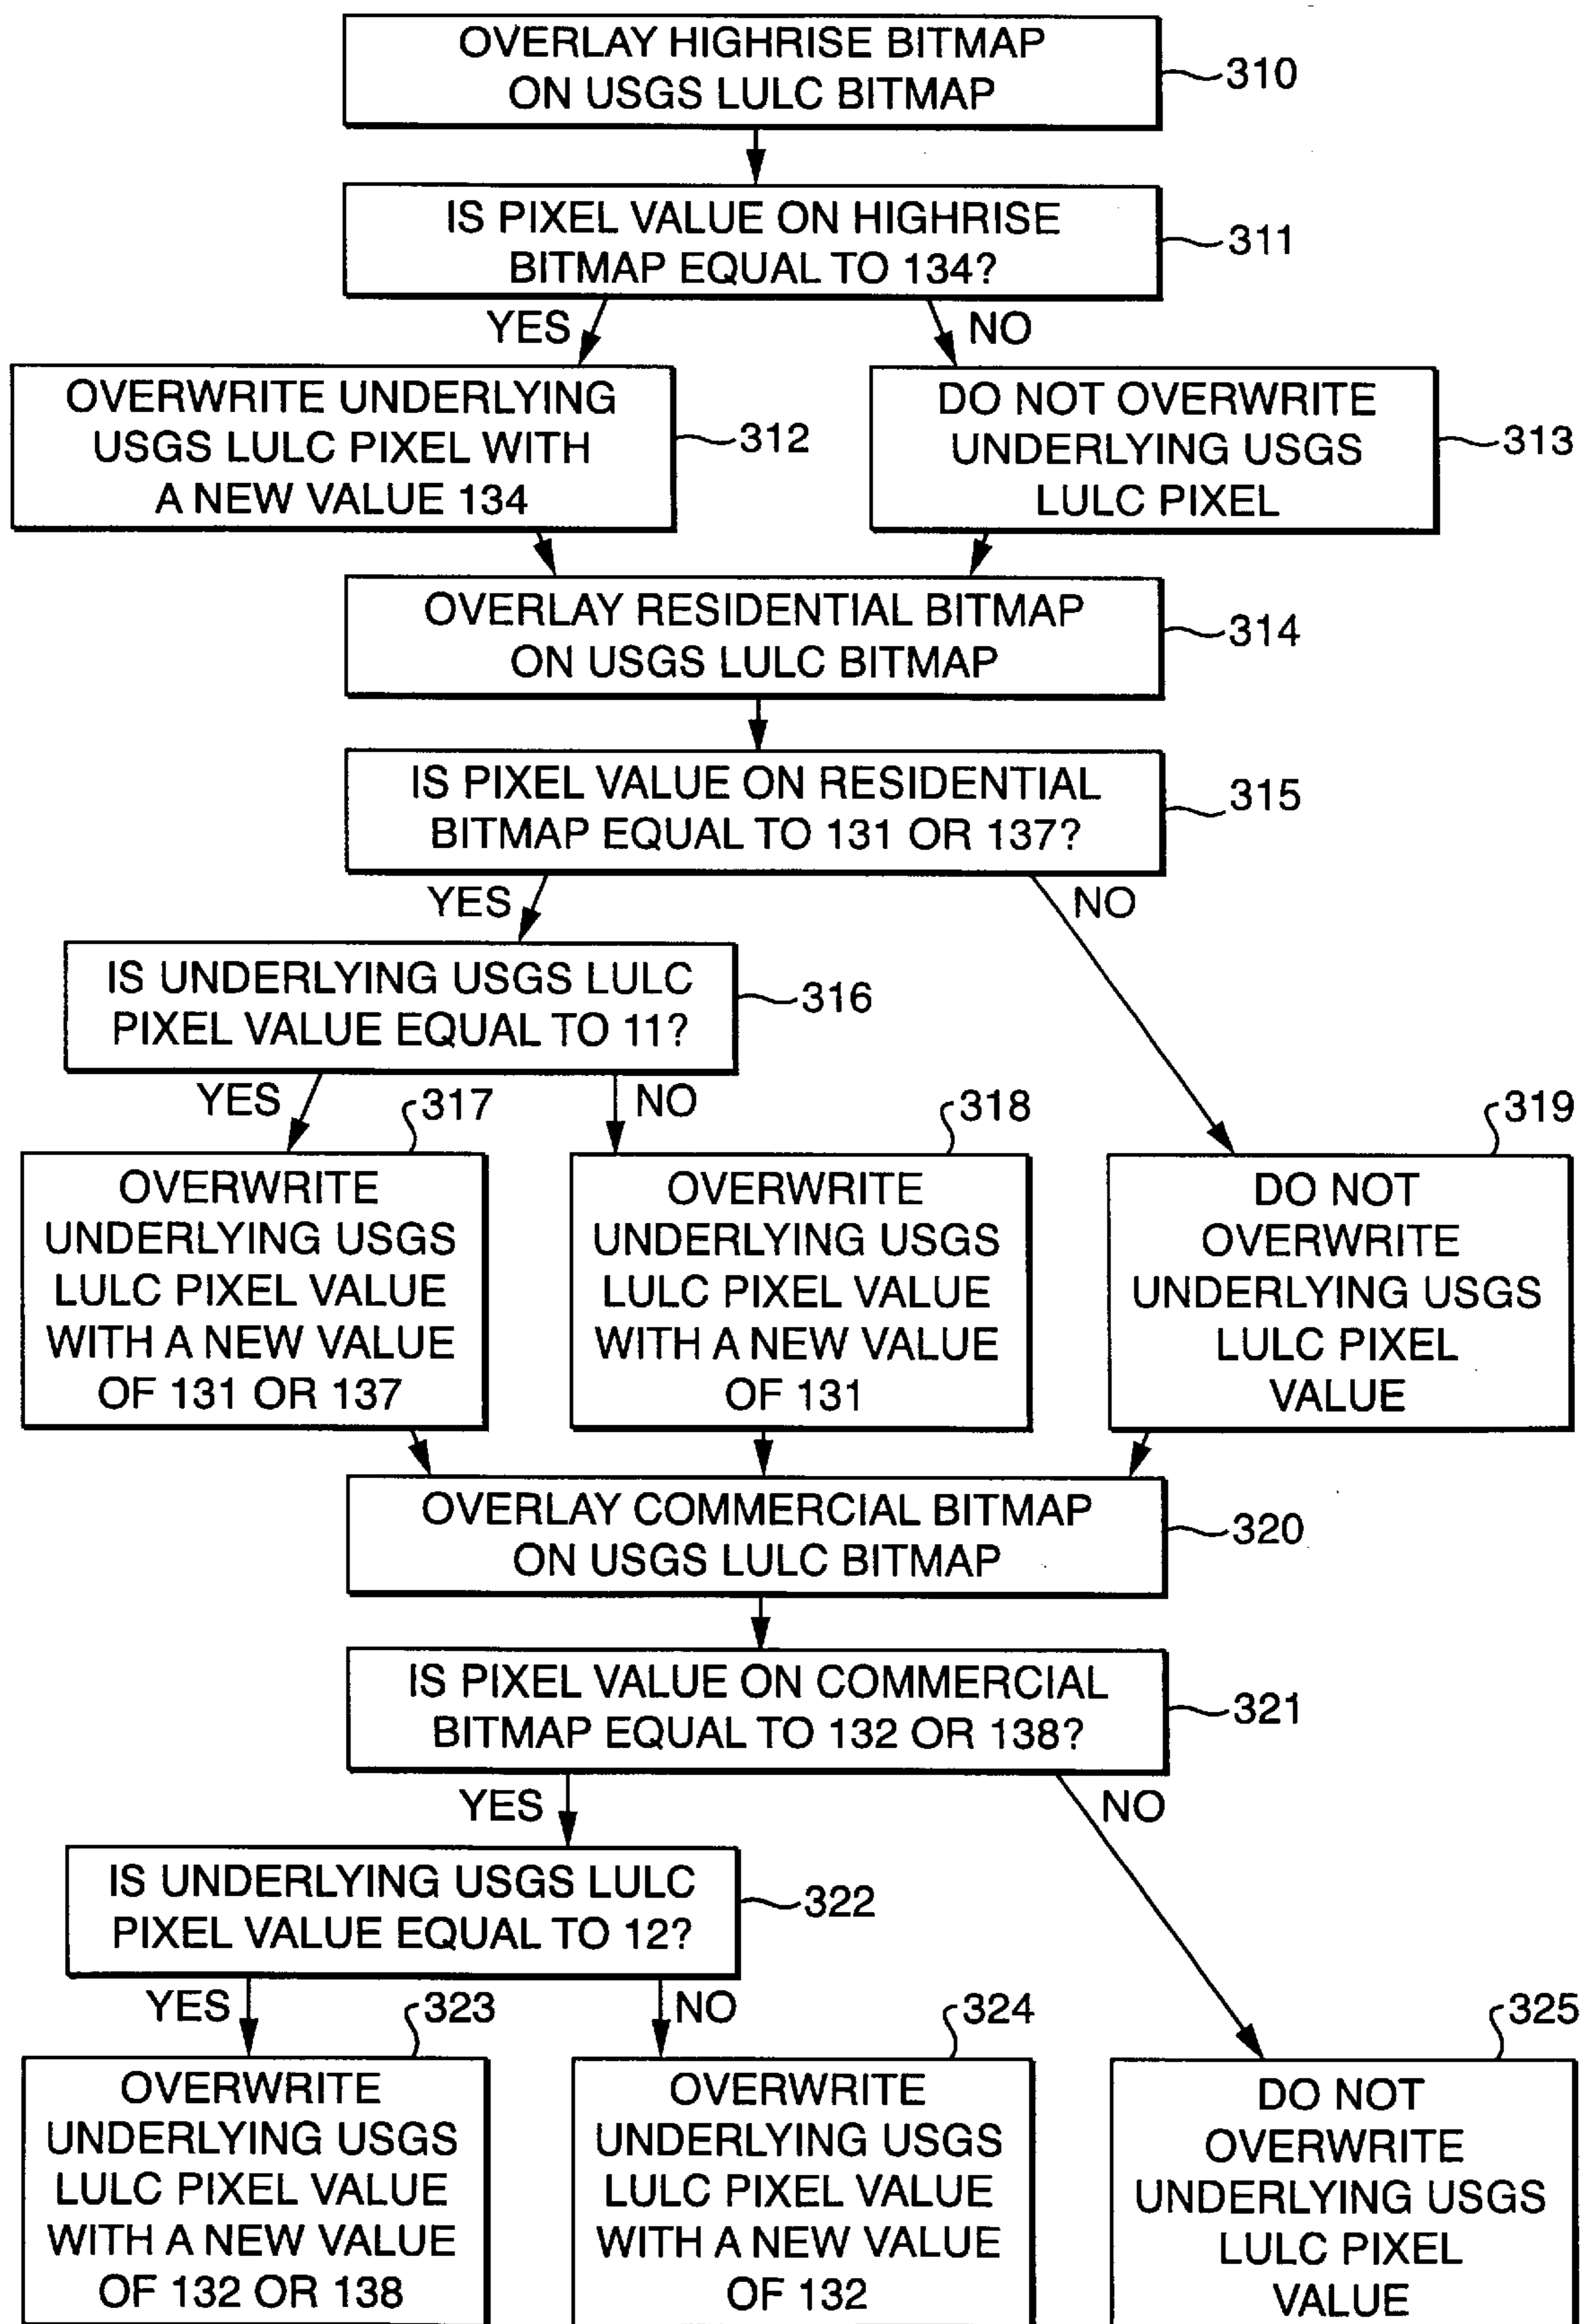 OVERLAY HIGHRISE BITMAP
ON USGS LULC BITMAP
310
IS PIXEL VALUE ON HIGHRISE
BITMAP EQUAL TO 134?
311
YES
NO
OVERWRITE UNDERLYING
USGS LULC PIXEL WITH
A NEW VALUE 134
312
DO NOT OVERWRITE
UNDERLYING USGS
LULC PIXEL
313
OVERLAY RESIDENTIAL BITMAP
ON USGS LULC BITMAP
314
IS PIXEL VALUE ON RESIDENTIAL
BITMAP EQUAL TO 131 OR 137?
315
YES
NO
IS UNDERLYING USGS LULC
PIXEL VALUE EQUAL TO 11?
316
YES
NO
317
OVERWRITE
UNDERLYING USGS
LULC PIXEL VALUE
WITH A NEW VALUE
OF 131 OR 137
318
OVERWRITE
UNDERLYING USGS
LULC PIXEL VALUE
WITH A NEW VALUE
OF 131
319
DO NOT
OVERWRITE
UNDERLYING USGS
LULC PIXEL
VALUE
OVERLAY COMMERCIAL BITMAP
ON USGS LULC BITMAP
320
IS PIXEL VALUE ON COMMERCIAL
BITMAP EQUAL TO 132 OR 138?
321
YES
NO
IS UNDERLYING USGS LULC
PIXEL VALUE EQUAL TO 12?
322
YES
NO
323
OVERWRITE
UNDERLYING USGS
LULC PIXEL VALUE
WITH A NEW VALUE
OF 132 OR 138
324
OVERWRITE
UNDERLYING USGS
LULC PIXEL VALUE
WITH A NEW VALUE
OF 132
325
DO NOT
OVERWRITE
UNDERLYING USGS
LULC PIXEL
VALUE